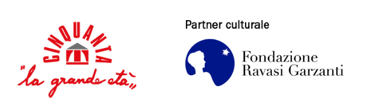 CINQUANTA
"la grande età"
Partner culturale
Fondazione
Ravasi Garzanti